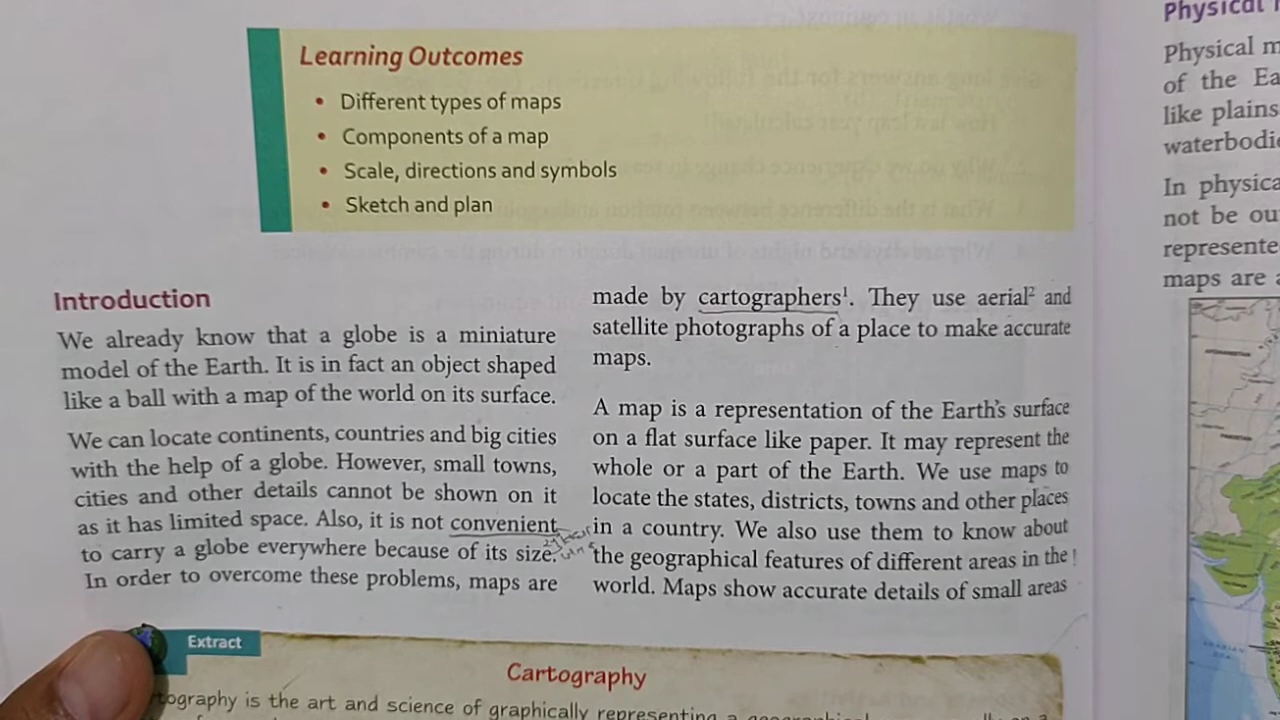 Learning Outcomes
• Different types of maps
• Components of a map
• Scale, directions and symbols
• Sketch and plan
Introduction
We already know that a globe is a miniature
model of the Earth. It is in fact an object shaped
like a ball with a map of the world on its surface.
We can locate continents, countries and big cities
with the help of a globe. However, small towns,
cities and other details cannot be shown on it
as it has limited space. Also, it is not convenient
to carry a globe everywhere because of its size.
In order to overcome these problems, maps are
made by cartographers¹. They use aerial² and
satellite photographs of a place to make accurate
maps.
A map is a representation of the Earth's surface
on a flat surface like paper. It may represent the
whole or a part of the Earth. We use maps to
locate the states, districts, towns and other places
in a country. We also use them to know about
the geographical features of different areas in the
world. Maps show accurate details of small areas
Extract
Cartography
tography is the art and science of graphically representing a
Physical
Physical m
of the Ea
like plains
waterbodie
In physica
not be ou
represente
maps are